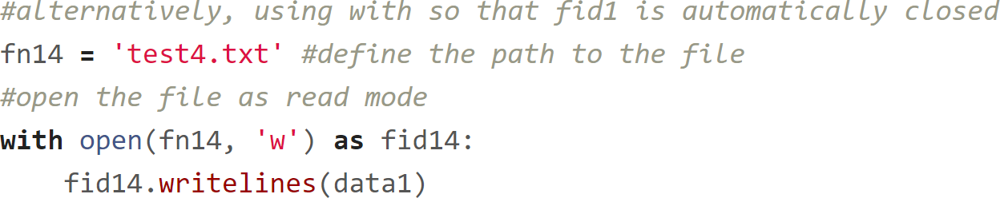 #alternatively, using with so that fid1 is automatically closed
fn14 = 'test4.txt' #define the path to the file
#open the file as read mode
with open(fn14, 'w') as fid14:
    fid14.writelines(data1)